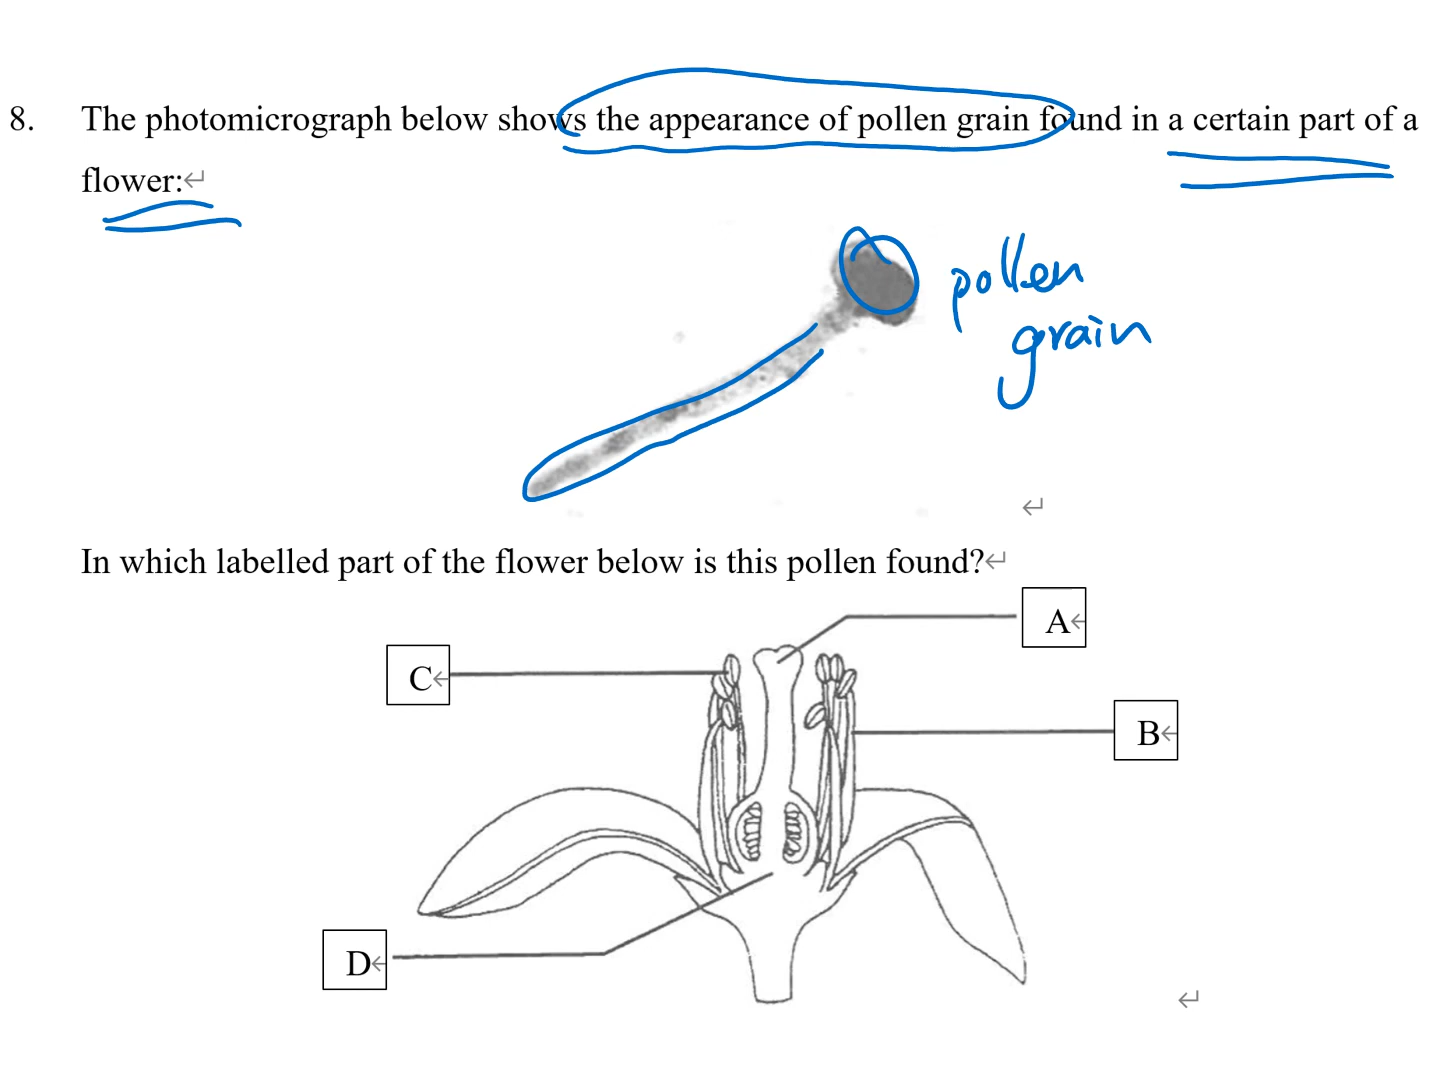 8. The photomicrograph below shows the appearance of pollen grain found in a certain part of a
flower:↵
pollen
grain
↵
In which labelled part of the flower below is this pollen found?↵
A↵
C↵
B↵
D↵
↵